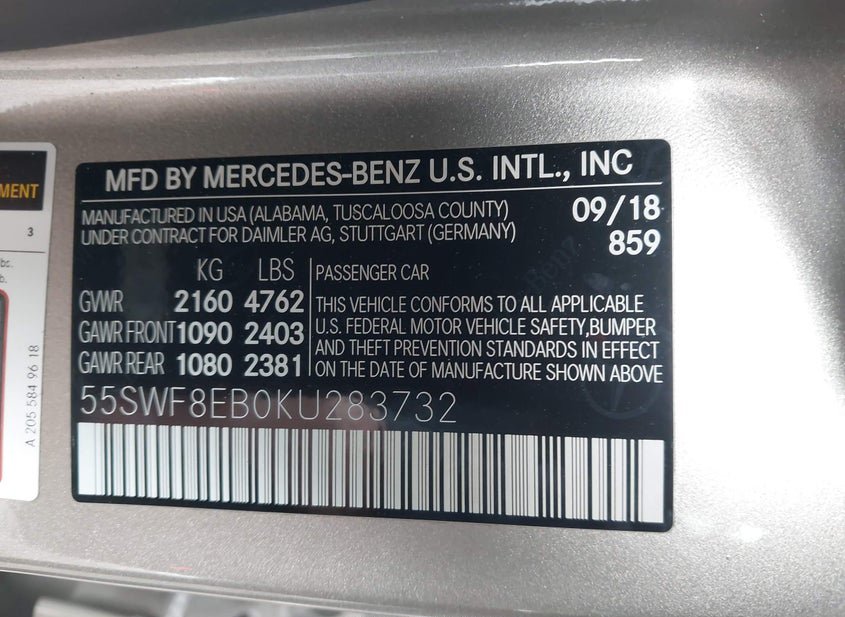 MENT
3
bs.
b.
A 205 584 96 18
MFD BY MERCEDES-BENZ U.S. INTL., INC
MANUFACTURED IN USA (ALABAMA, TUSCALOOSA COUNTY) 09/18
UNDER CONTRACT FOR DAIMLER AG, STUTTGART (GERMANY) 859
KG LBS PASSENGER CAR
GVWR 2160 4762
GAWR FRONT 1090 2403
GAWR REAR 1080 2381
THIS VEHICLE CONFORMS TO ALL APPLICABLE
U.S. FEDERAL MOTOR VEHICLE SAFETY,BUMPER
AND THEFT PREVENTION STANDARDS IN EFFECT
ON THE DATE OF MANUFACTURE SHOWN ABOVE
55SWF8EB0KU283732